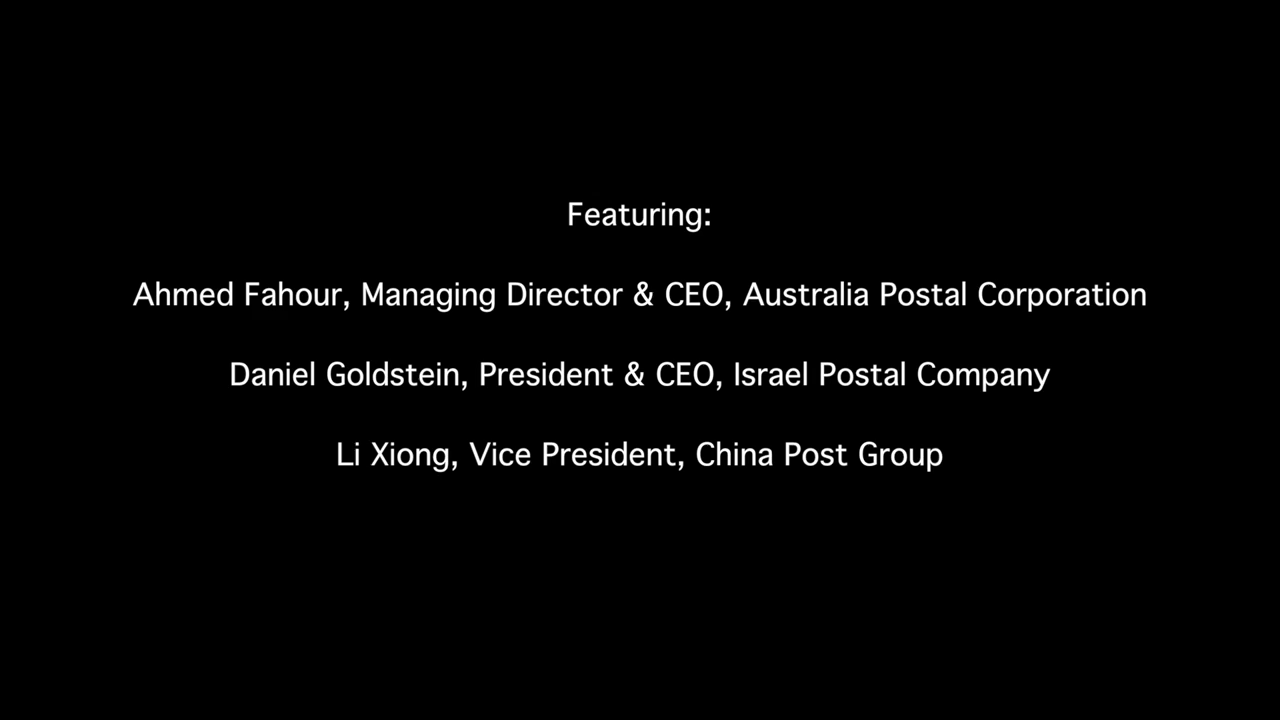 Featuring:
Ahmed Fahour, Managing Director & CEO, Australia Postal Corporation
Daniel Goldstein, President & CEO, Israel Postal Company
Li Xiong, Vice President, China Post Group